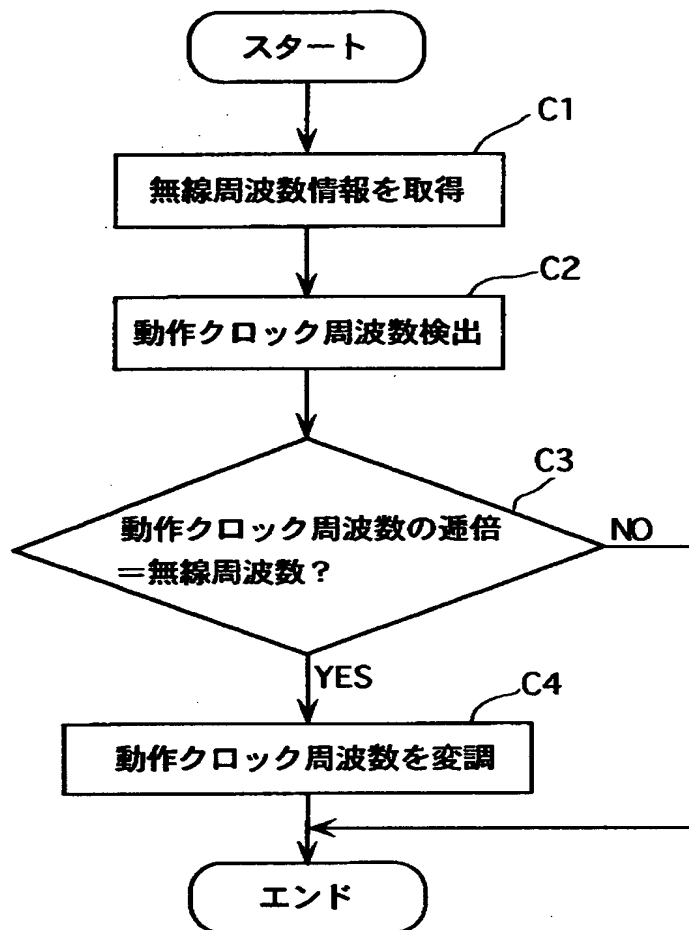 スタート
C1
無線周波数情報を取得
C2
動作クロック周波数検出
C3
動作クロック周波数の逓倍
=無線周波数?
NO
YES
C4
動作クロック周波数を変調
エンド